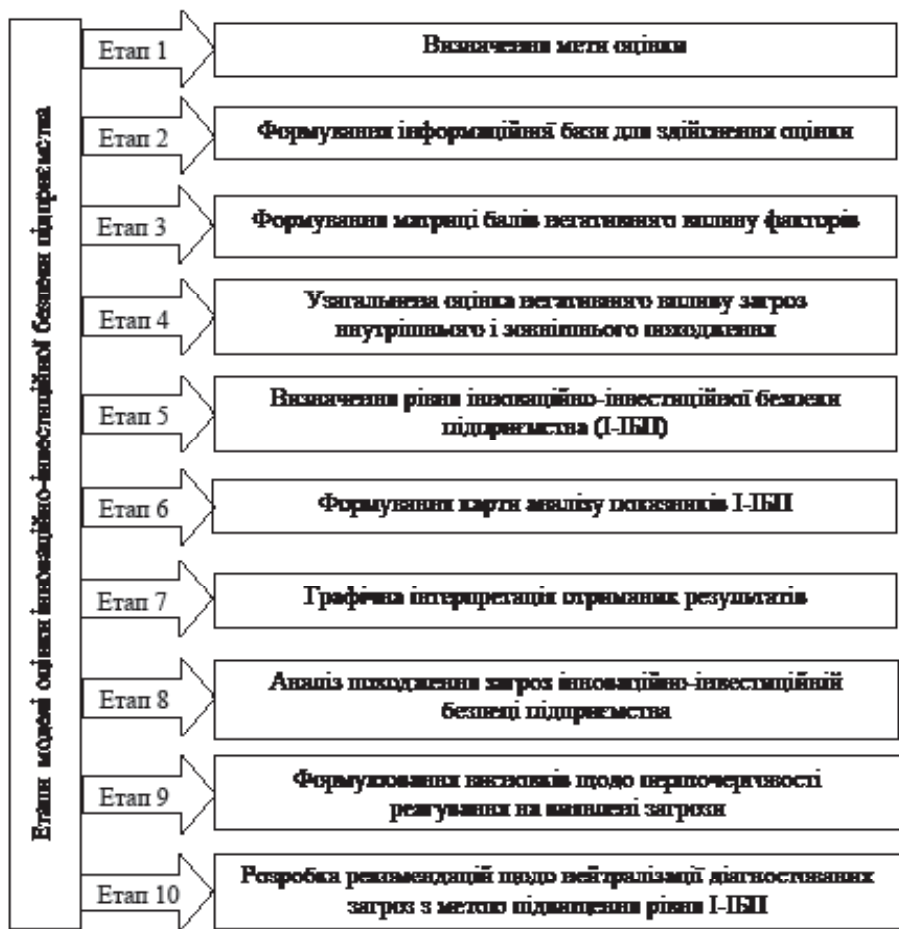 Етапи моделі оцінки інноваційно-інвестиційної безпеки підприємства
Етап 1
Визначення мети оцінки
Етап 2
Формування інформаційної бази для здійснення оцінки
Етап 3
Формування матриці балів негативного впливу факторів
Етап 4
Узагальнена оцінка негативного впливу загроз
внутрішнього і зовнішнього походження
Етап 5
Визначення рівня інноваційно-інвестиційної безпеки
підприємства (І-ІБП)
Етап 6
Формування карти аналізу показників І-ІБП
Етап 7
Графічна інтерпретація отриманих результатів
Етап 8
Аналіз походження загроз інноваційно-інвестиційній
безпеці підприємства
Етап 9
Формулювання висновків щодо першочерговості
реагування на виявлені загрози
Етап 10
Розробка рекомендацій щодо нейтралізації діагностованих
загроз з метою підвищення рівня І-ІБП